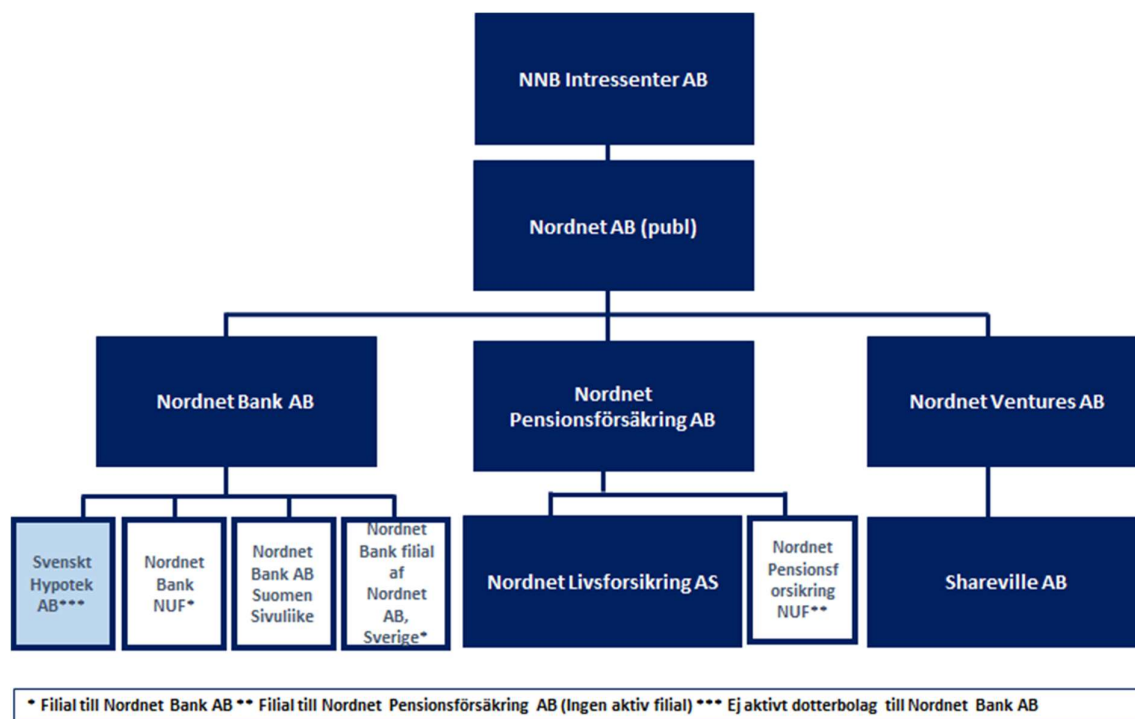 NNB Intressenter AB
Nordnet AB (publ)
Nordnet Bank AB
Nordnet
Pensionsförsäkring AB
Nordnet Ventures AB
Svenskt
Hypotek
AB***
Nordnet
Bank
NUF*
Nordnet
Bank AB
Suomen
Sivuliike
Nordnet
Bank filial
af
Nordnet
AB,
Sverige*
Nordnet Livsforsikring AS
Nordnet
Pensionsf
orsikring
NUF**
Shareville AB
* Filial till Nordnet Bank AB ** Filial till Nordnet Pensionsförsäkring AB (Ingen aktiv filial) *** Ej aktivt dotterbolag till Nordnet Bank AB